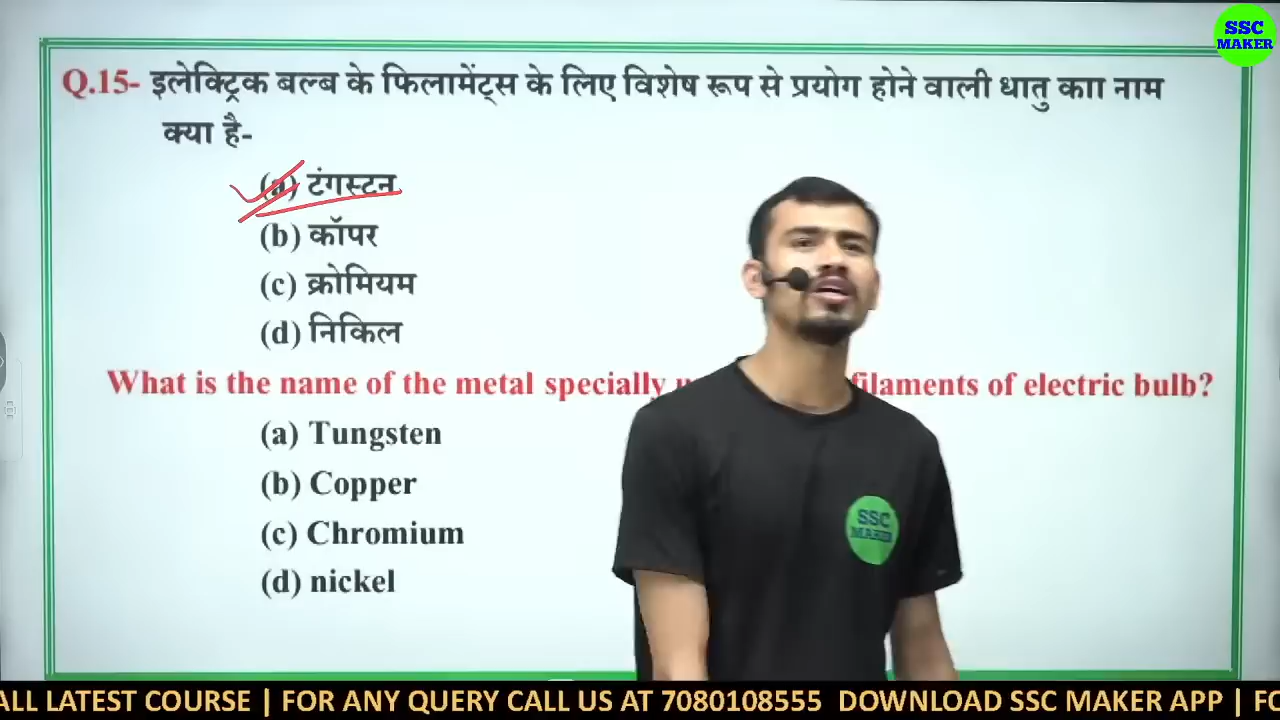 SSC
MAKER
Q.15- इलेक्ट्रिक बल्ब के फिलामेंट्स के लिए विशेष रूप से प्रयोग होने वाली धातु काा नाम
क्या है-
(a) टंगस्टन
(b) कॉपर
(c) क्रोमियम
(d) निकिल
What is the name of the metal specially filaments of electric bulb?
(a) Tungsten
(b) Copper
(c) Chromium
(d) nickel
SSC
MAKER
ALL LATEST COURSE | FOR ANY QUERY CALL US AT 7080108555 DOWNLOAD SSC MAKER APP |